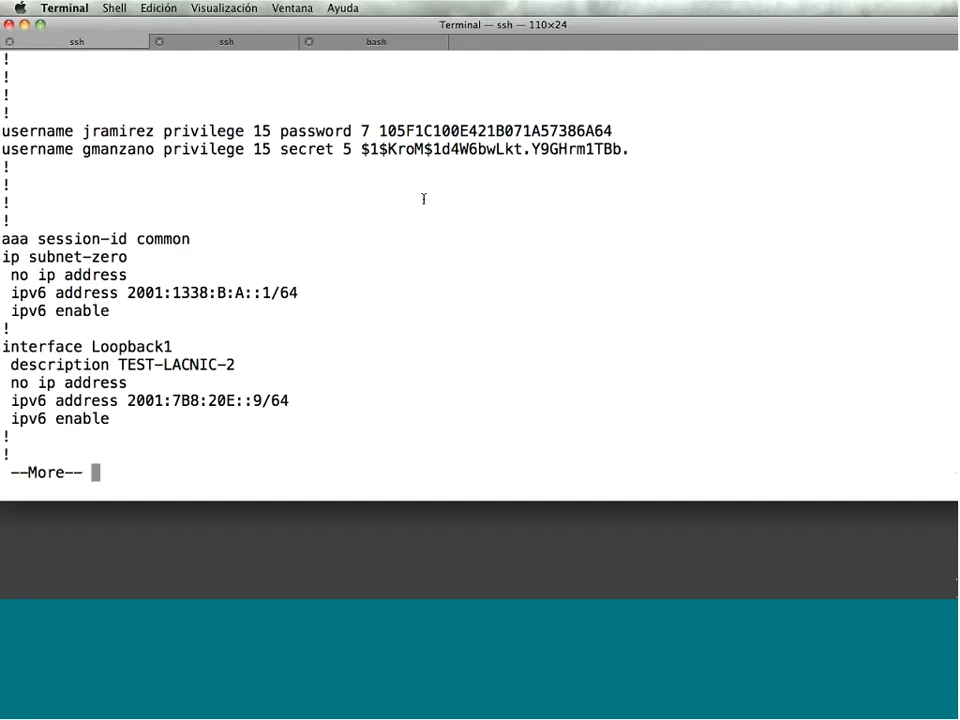 Terminal Shell Edición Visualización Ventana Ayuda
Terminal — ssh — 110×24
ssh ssh bash
!
!
!
!
username jramirez privilege 15 password 7 105F1C100E421B071A57386A64
username gmanzano privilege 15 secret 5 $1$KroM$1d4W6bwLkt.Y9GHrm1TBb.
!
!
!
!
aaa session-id common
ip subnet-zero
no ip address
ipv6 address 2001:1338:B:A::1/64
ipv6 enable
!
interface Loopback1
description TEST-LACNIC-2
no ip address
ipv6 address 2001:7B8:20E::9/64
ipv6 enable
!
!
--More--